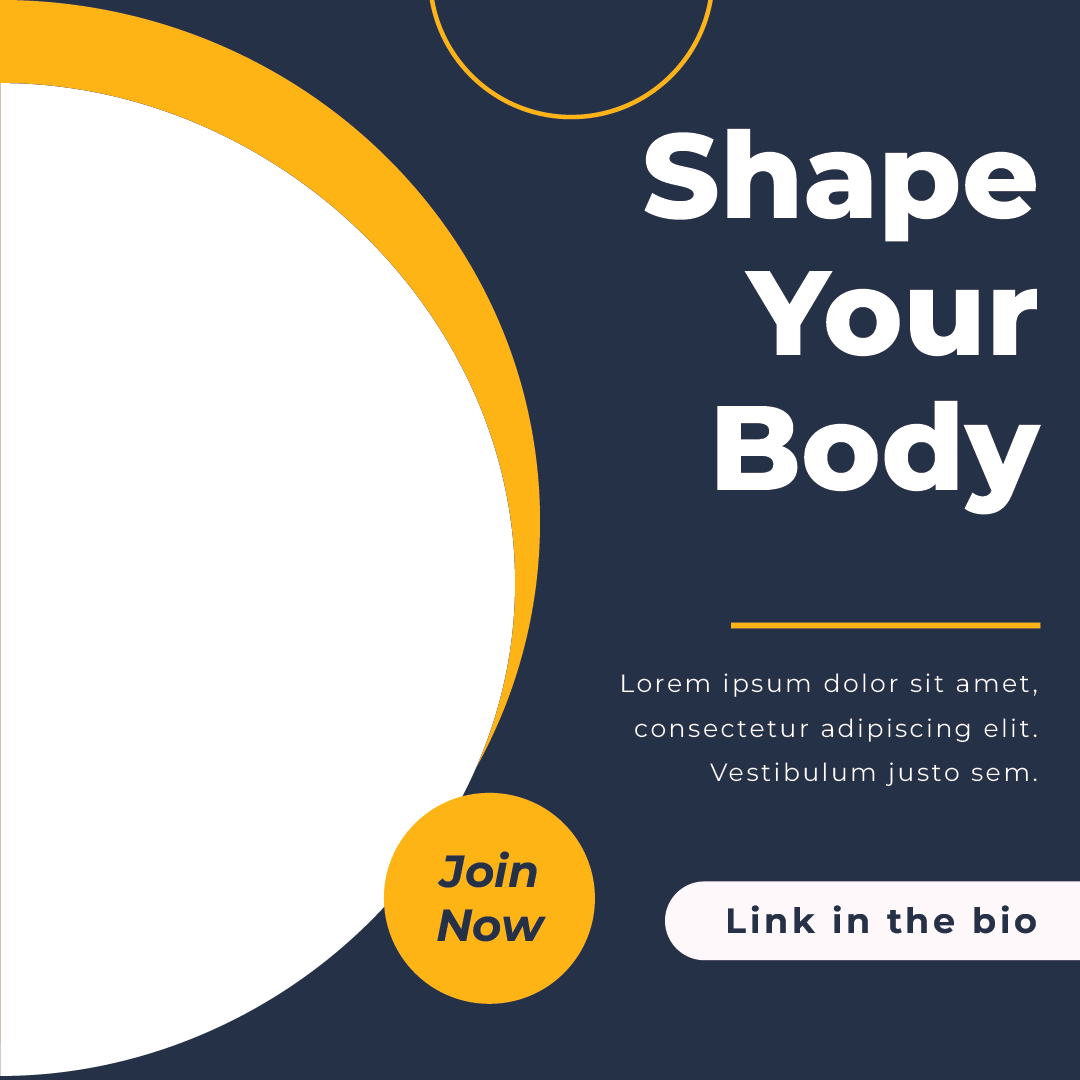 Shape
Your
Body
Lorem ipsum dolor sit amet,
consectetur adipiscing elit.
Vestibulum justo sem.
Join
Now
Link in the bio